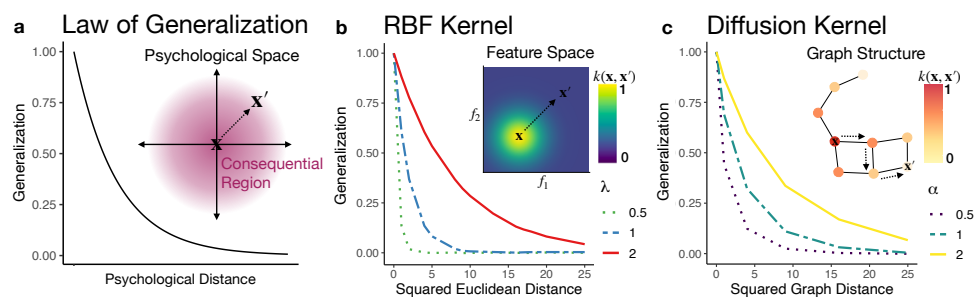 a Law of Generalization
Generalization
1.00
0.75
0.50
0.25
0.00
Psychological Space
x′
x
Consequential
Region
Psychological Distance
b RBF Kernel
Generalization
1.00
0.75
0.50
0.25
0.00
Feature Space
k(x, x′)
1
0
f2
x′
x
f1
λ
0.5
1
2
0 5 10 15 20 25
Squared Euclidean Distance
c Diffusion Kernel
Generalization
1.00
0.75
0.50
0.25
0.00
Graph Structure
k(x, x′)
1
0
x
x′
α
0.5
1
2
0 5 10 15 20 25
Squared Graph Distance